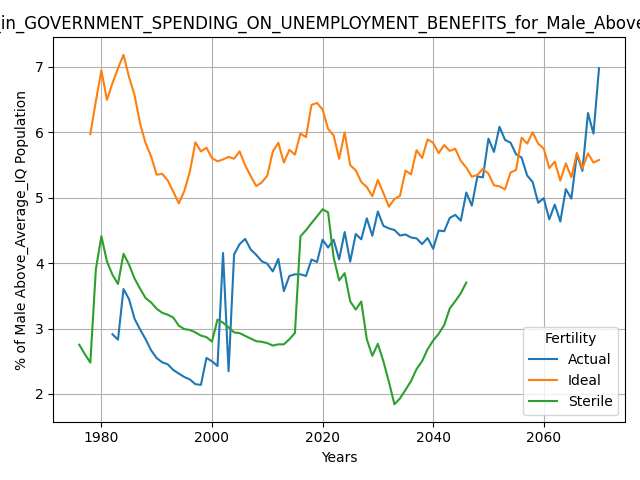 _in_GOVERNMENT_SPENDING_ON_UNEMPLOYMENT_BENEFITS_for_Male_Above
% of Male Above_Average_IQ Population
7
6
5
4
3
2
1980
2000
2020
2040
2060
Years
Fertility
Actual
Ideal
Sterile